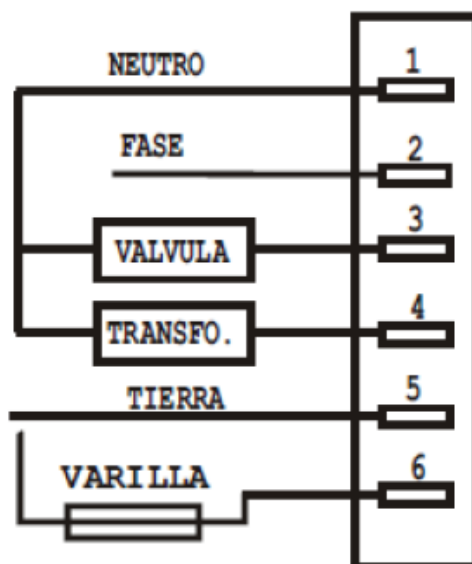 NEUTRO 1
FASE 2
VALVULA 3
TRANSFO. 4
TIERRA 5
VARILLA 6